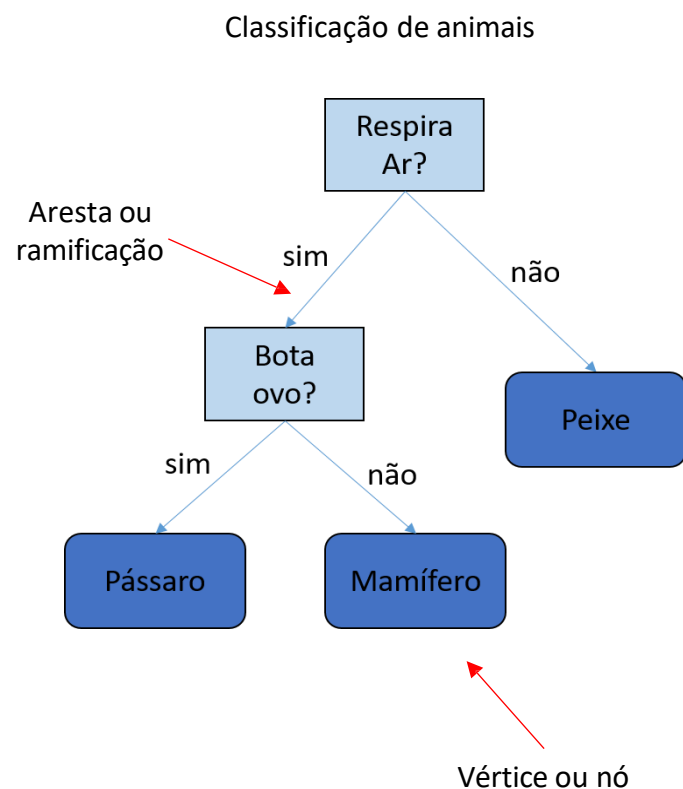 Classificação de animais
Respira
Ar?
Aresta ou
ramificação
sim
não
Bota
ovo?
Peixe
sim
não
Pássaro
Mamífero
Vértice ou nó